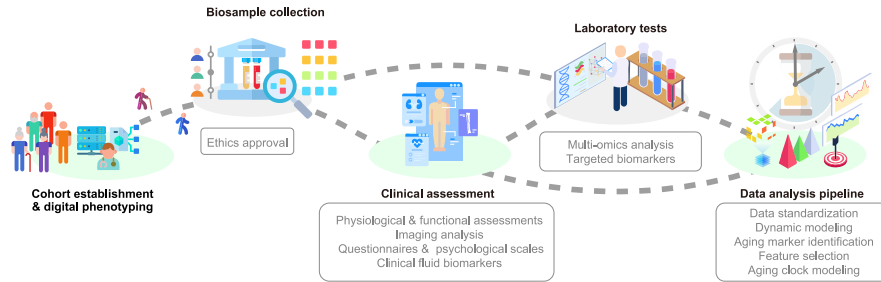 Biosample collection
Ethics approval
Cohort establishment
& digital phenotyping
Clinical assessment
Physiological & functional assessments
Imaging analysis
Questionnaires & psychological scales
Clinical fluid biomarkers
Laboratory tests
Multi-omics analysis
Targeted biomarkers
Data analysis pipeline
Data standardization
Dynamic modeling
Aging marker identification
Feature selection
Aging clock modeling